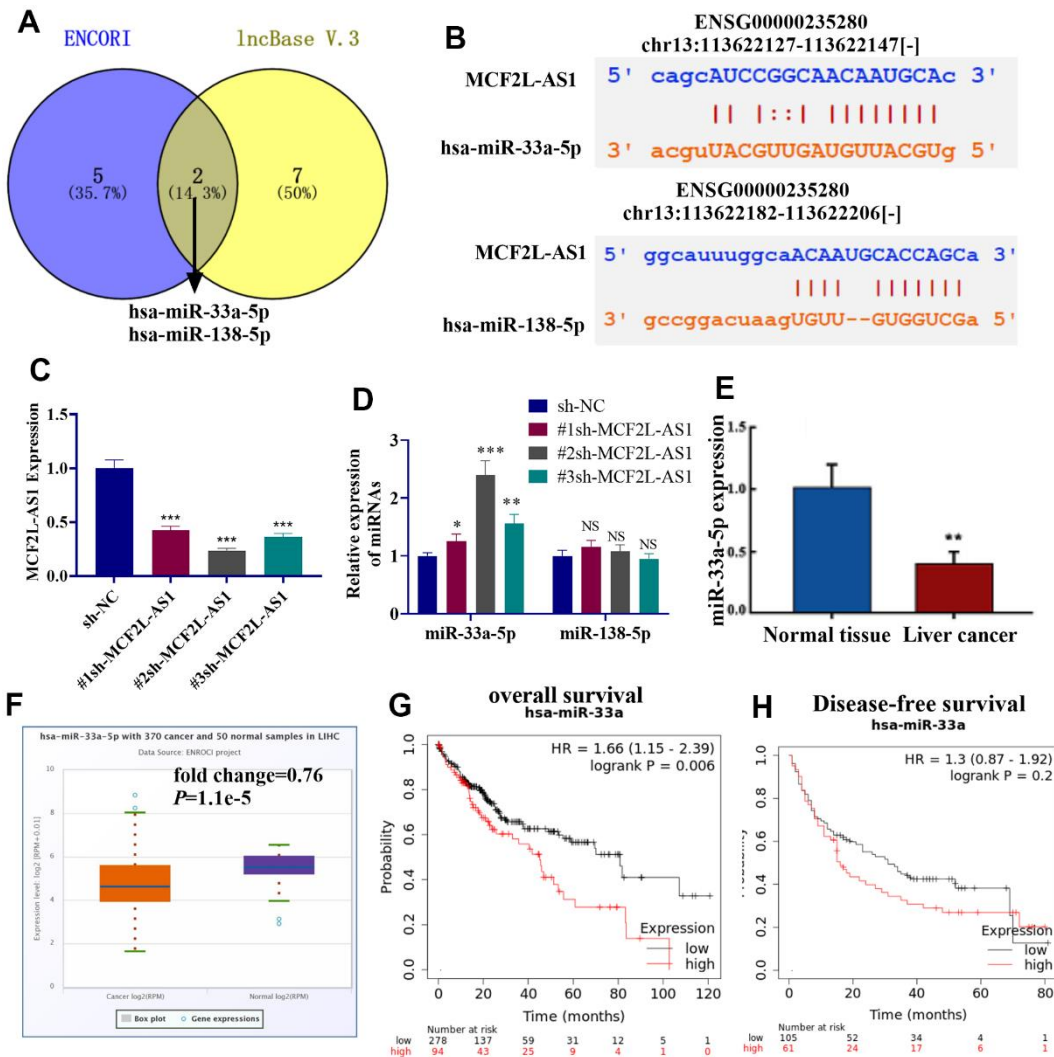 A
ENCORI
lncBase V.3
5
(35.7%)
2
(14.3%)
7
(50%)
hsa-miR-33a-5p
hsa-miR-138-5p
B
ENSG00000235280
chr13:113622127-113622147[-]
MCF2L-AS1
5' cagcAUCCGGCAACAAUGCAc 3'
hsa-miR-33a-5p
3' acguUACGUUGAUGUUACGUg 5'
ENSG00000235280
chr13:113622182-113622206[-]
MCF2L-AS1
5' ggcauuuggcaACAAUGCACCAGCa 3'
hsa-miR-138-5p
3' gccggacuaagUGUU--GUGGUCGa 5'
C
MCF2L-AS1 Expression
1.5
1.0
0.5
0.0
***
***
***
sh-NC
#1sh-MCF2L-AS1
#2sh-MCF2L-AS1
#3sh-MCF2L-AS1
D
sh-NC
#1sh-MCF2L-AS1
#2sh-MCF2L-AS1
#3sh-MCF2L-AS1
Relative expression
of miRNAs
3
2
1
0
*
***
**
NS
NS
NS
miR-33a-5p
miR-138-5p
E
miR-33a-5p expression
1.5
1.0
0.5
0.0
**
Normal tissue
Liver cancer
F
hsa-miR-33a-5p with 370 cancer and 50 normal samples in LIHC
Data Source: ENROCI project
fold change=0.76
P=1.1e-5
Expression level: log2 [RPM+0.01]
10
8
6
4
2
0
Cancer log2(RPM)
Normal log2(RPM)
Box plot
Gene expressions
G
overall survival
hsa-miR-33a
HR = 1.66 (1.15 - 2.39)
logrank P = 0.006
Probability
1.0
0.8
0.6
0.4
0.2
0.0
Expression
low
high
0 20 40 60 80 100 120
Time (months)
Number at risk
low 278 137 59 31 12 5 1
high 94 43 25 9 4 1 0
H
Disease-free survival
hsa-miR-33a
HR = 1.3 (0.87 - 1.92)
logrank P = 0.2
Probability
1.0
0.8
0.6
0.4
0.2
0.0
Expression
low
high
0 20 40 60 80
Time (months)
Number at risk
low 105 52 34 4 1
high 61 24 17 6 1